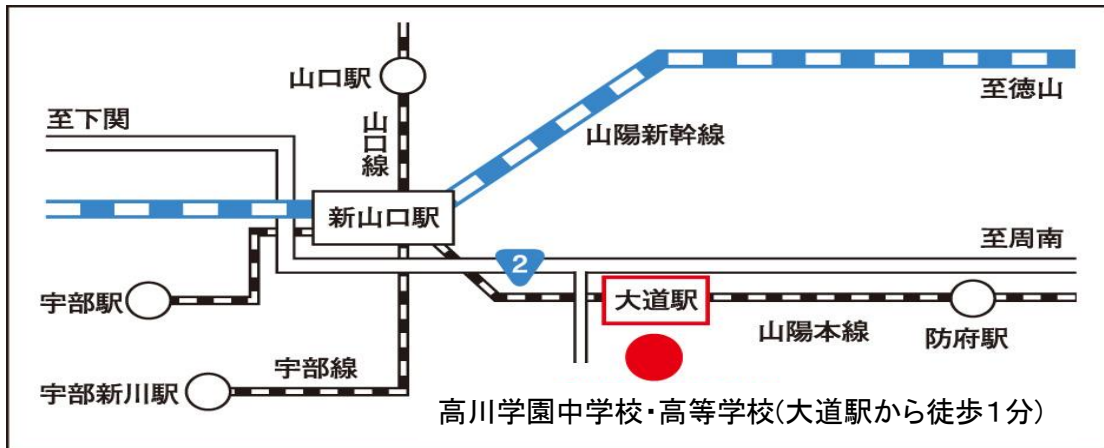 山口駅
至徳山
至下関
山口線
山陽新幹線
新山口駅
至周南
2
宇部駅
大道駅
山陽本線
防府駅
宇部線
宇部新川駅
高川学園中学校・高等学校(大道駅から徒歩1分)